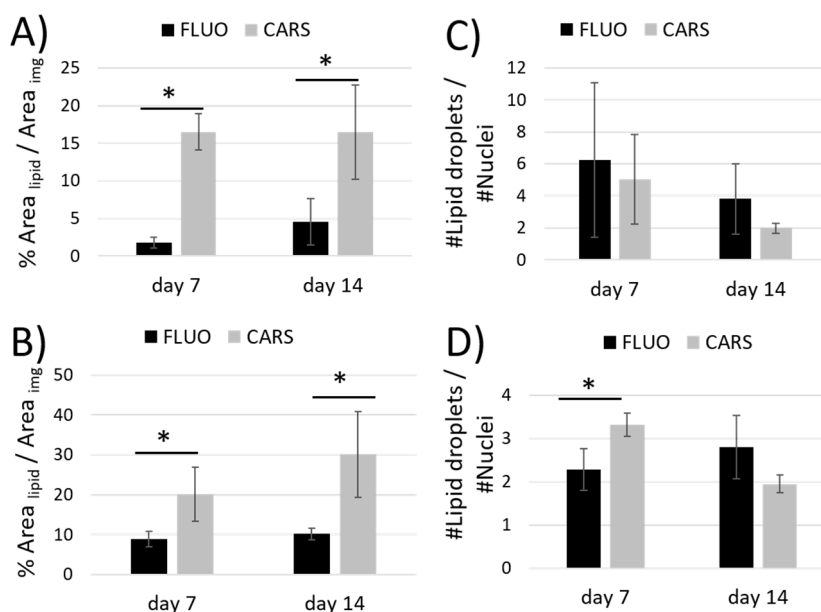 A)
FLUO CARS
% Area lipid / Area img
25
20
15
10
5
0
*
*
day 7 day 14
C)
FLUO CARS
#Lipid droplets /
#Nuclei
12
10
8
6
4
2
0
day 7 day 14
B)
FLUO CARS
% Area lipid / Area img
50
40
30
20
10
0
*
*
day 7 day 14
D)
FLUO CARS
#Lipid droplets /
#Nuclei
4
3
2
1
0
*
day 7 day 14